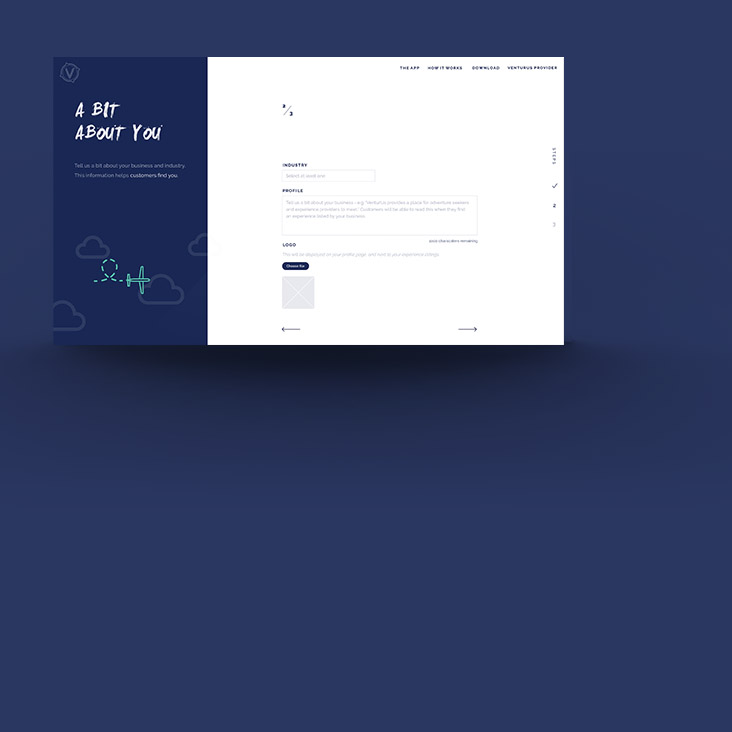 V
THE APP HOW IT WORKS DOWNLOAD VENTURUS PROVIDER
A BIT
ABOUT YOU
Tell us a bit about your business and industry.
This information helps customers find you.
2/3
STEPS
2
3
INDUSTRY
Select at least one
PROFILE
Tell us a bit about your business - e.g. 'Venturus provides a place for adventure seekers
and experience providers to meet.' Customers will be able to read this when they find
an experience listed by your business.
characters remaining
LOGO
This will be displayed on your profile page, and next to your experience listings.
Choose file